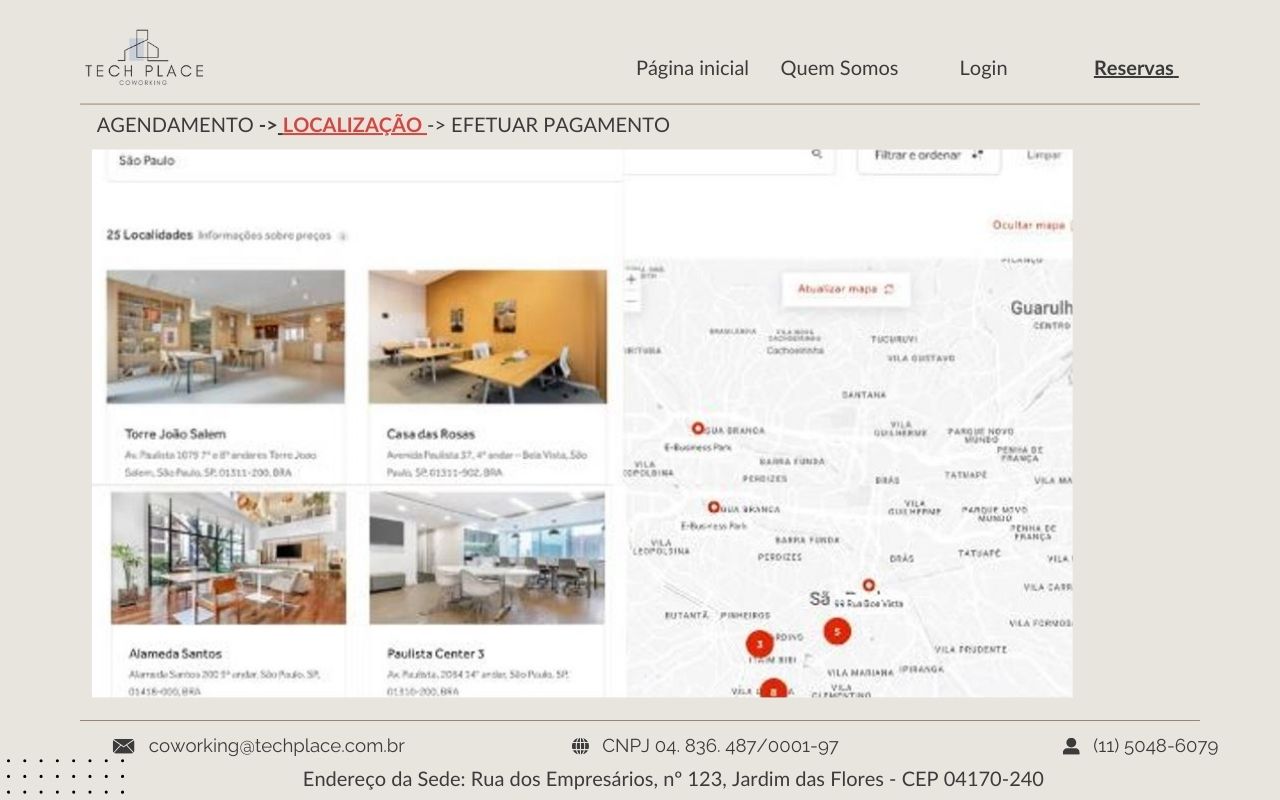 TECH PLACE
COWORKING
Página inicial
Quem Somos
Login
Reservas
AGENDAMENTO -> LOCALIZAÇÃO -> EFETUAR PAGAMENTO
São Paulo
Filtrar e ordenar
Limpar
25 Localidades Informações sobre preços
Ocultar mapa
Torre João Salem
Av. Paulista 1079 7º e 8º andares Torre Joao
Salem, São Paulo, SP, 01311-200, BRA
Casa das Rosas
Avenida Paulista 37, 4º andar – Bela Vista, São
Paulo, SP, 01311-902, BRA
Alameda Santos
Alameda Santos 200 9º andar, São Paulo, SP,
01418-000, BRA
Paulista Center 3
Av. Paulista, 2064 14º andar, São Paulo, SP,
01310-200, BRA
Atualizar mapa
Guarulh
CENTRO
BRASILÂNDIA
VILA NOVA
CACHOEIRINHA
Cachoeirinha
TUCURUVI
VILA GUSTAVO
SANTANA
GUA BRANCA
VILA
GUILHERME
PARQUE NOVO
MUNDO
E-Business Park
PENHA DE
FRANÇA
BARRA FUNDA
VILA
PERDIZES
BRÁS
TATUAPÉ
VILA MA
GUA BRANCA
VILA
GUILHERME
PARQUE NOVO
MUNDO
E-Business Park
PENHA DE
FRANÇA
BARRA FUNDA
VILA
LEOPOLDINA
PERDIZES
BRÁS
TATUAPÉ
VILA
VILA CARR
Sã
Rua Boa Vista
BUTANTÃ
PINHEIROS
VILA FORMOS
5
3
RDINS
ITAIM BIBI
VILA PRUDENTE
VILA MARIANA
IPIRANGA
8
VILA
CLEMENTINO
coworking@techplace.com.br
CNPJ 04. 836. 487/0001-97
(11) 5048-6079
Endereço da Sede: Rua dos Empresários, nº 123, Jardim das Flores - CEP 04170-240